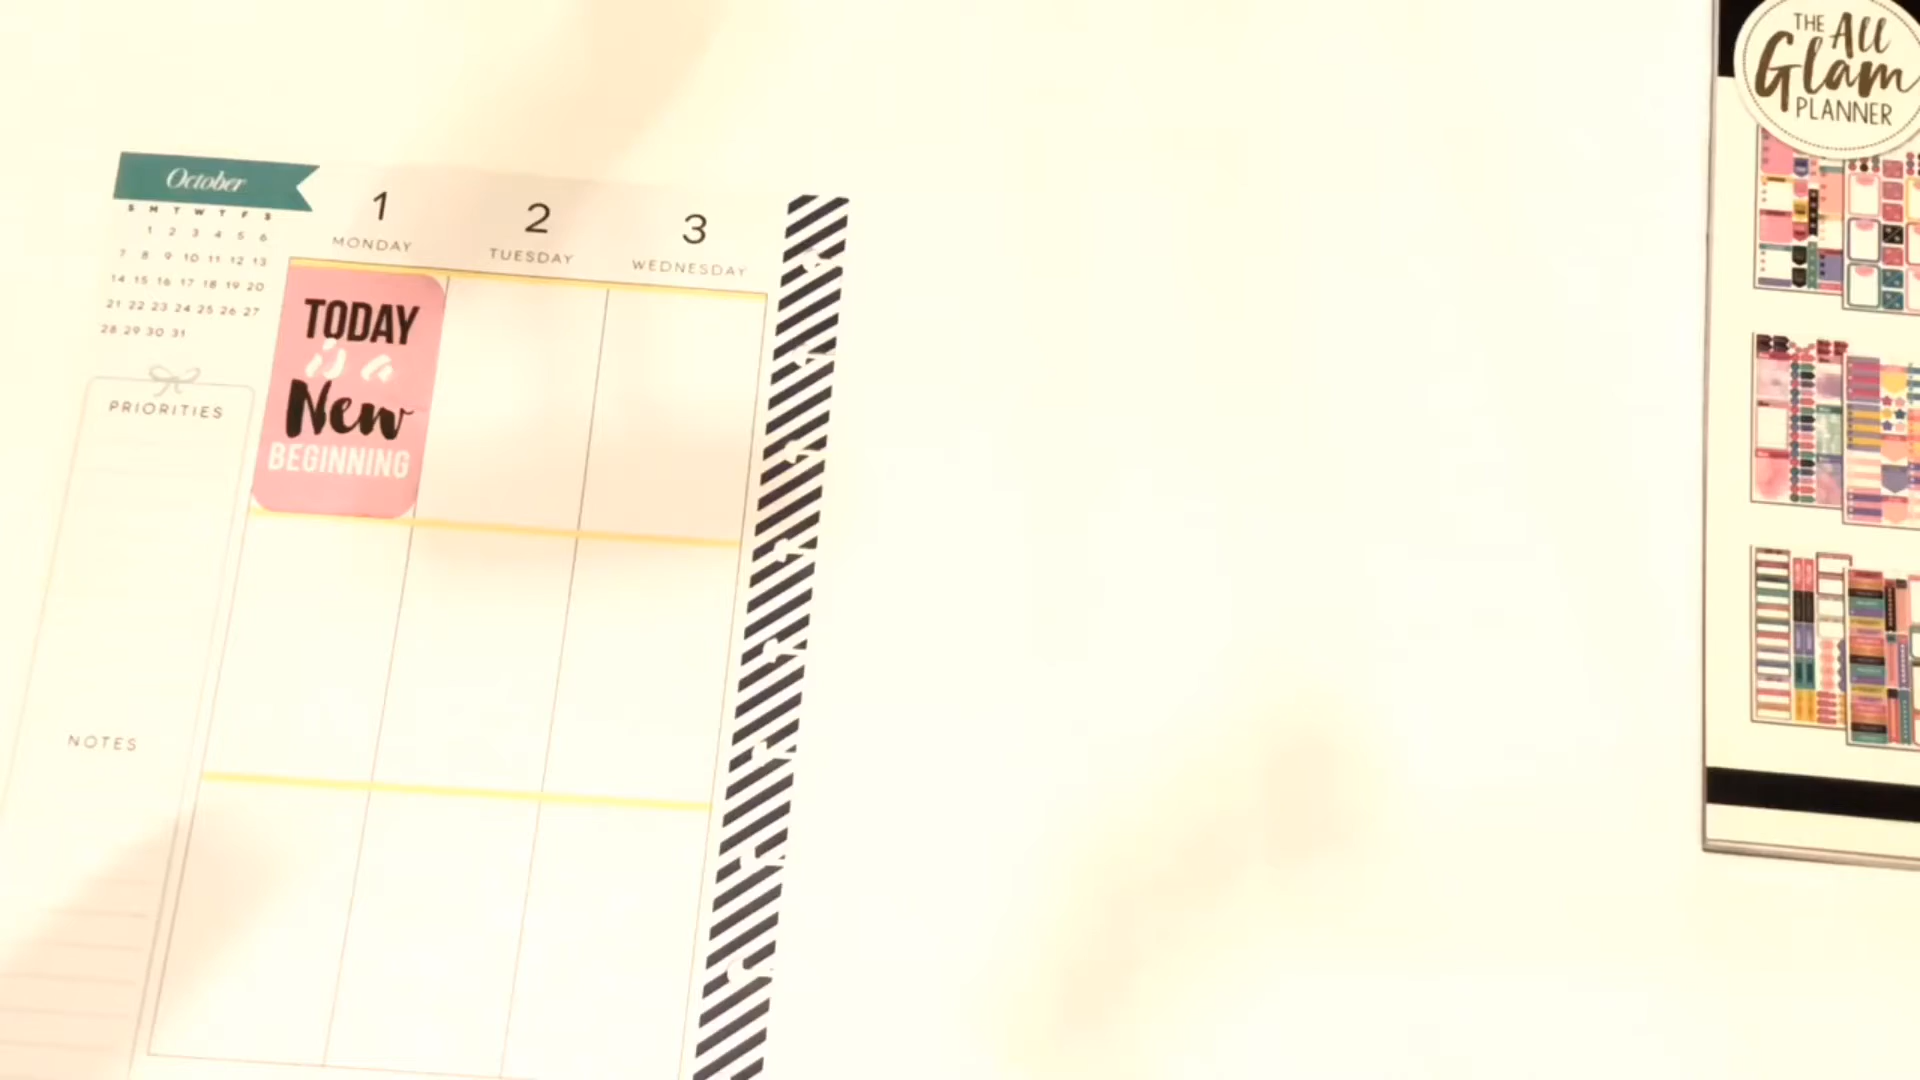 October
S M T W T F S
1 2 3 4 5 6
7 8 9 10 11 12 13
14 15 16 17 18 19 20
21 22 23 24 25 26 27
28 29 30 31
1
MONDAY
2
TUESDAY
3
WEDNESDAY
TODAY
is a
New
BEGINNING
PRIORITIES
NOTES
THE All
Glam
PLANNER